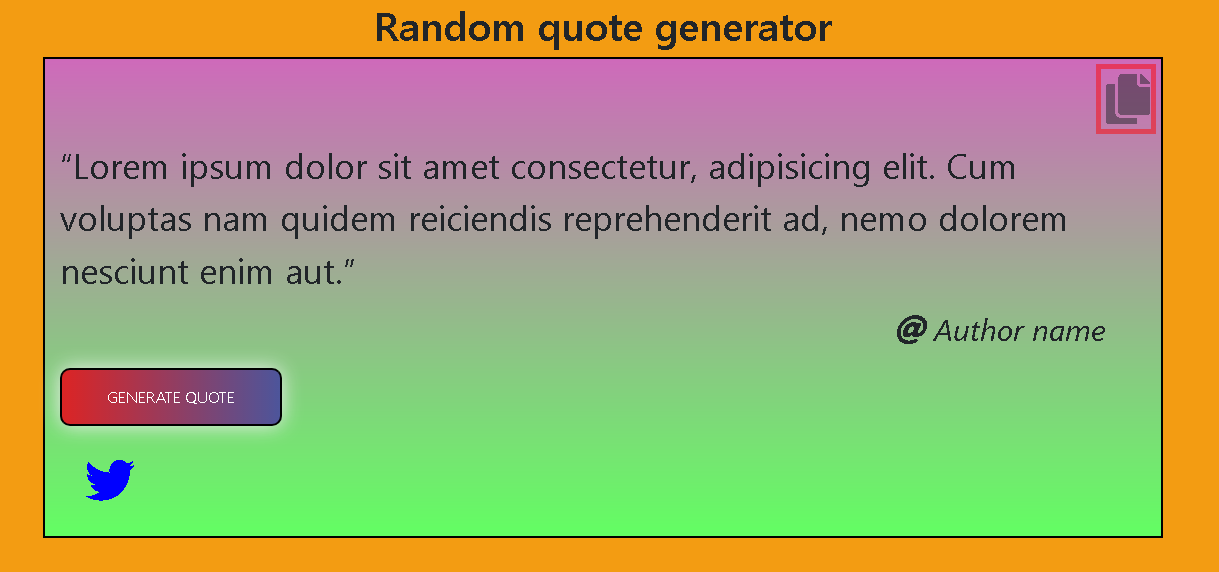 Random quote generator
“Lorem ipsum dolor sit amet consectetur, adipisicing elit. Cum
voluptas nam quidem reiciendis reprehenderit ad, nemo dolorem
nesciunt enim aut.”
@ Author name
GENERATE QUOTE